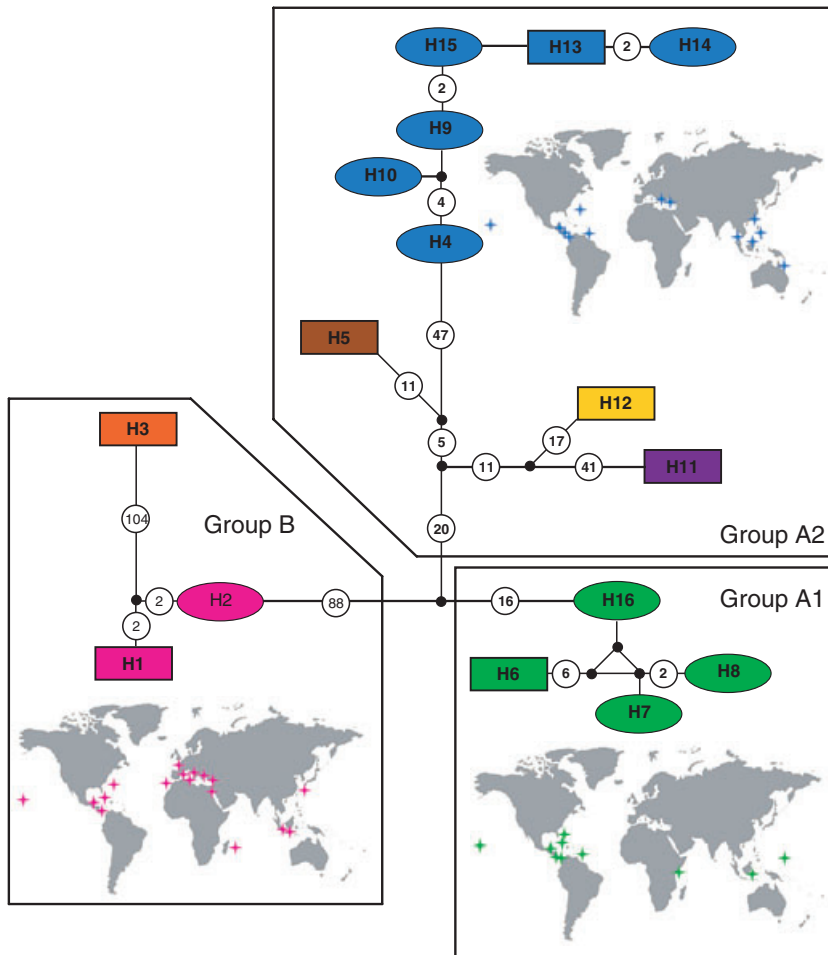 H15 H13 2 H14
2
H9
H10
4
H4
47
H5
11
H12
5
17
11 41 H11
20
Group A2
H3
104
Group B
2 H2 88
2
H1
16 H16
Group A1
H6 6 2 H8
H7